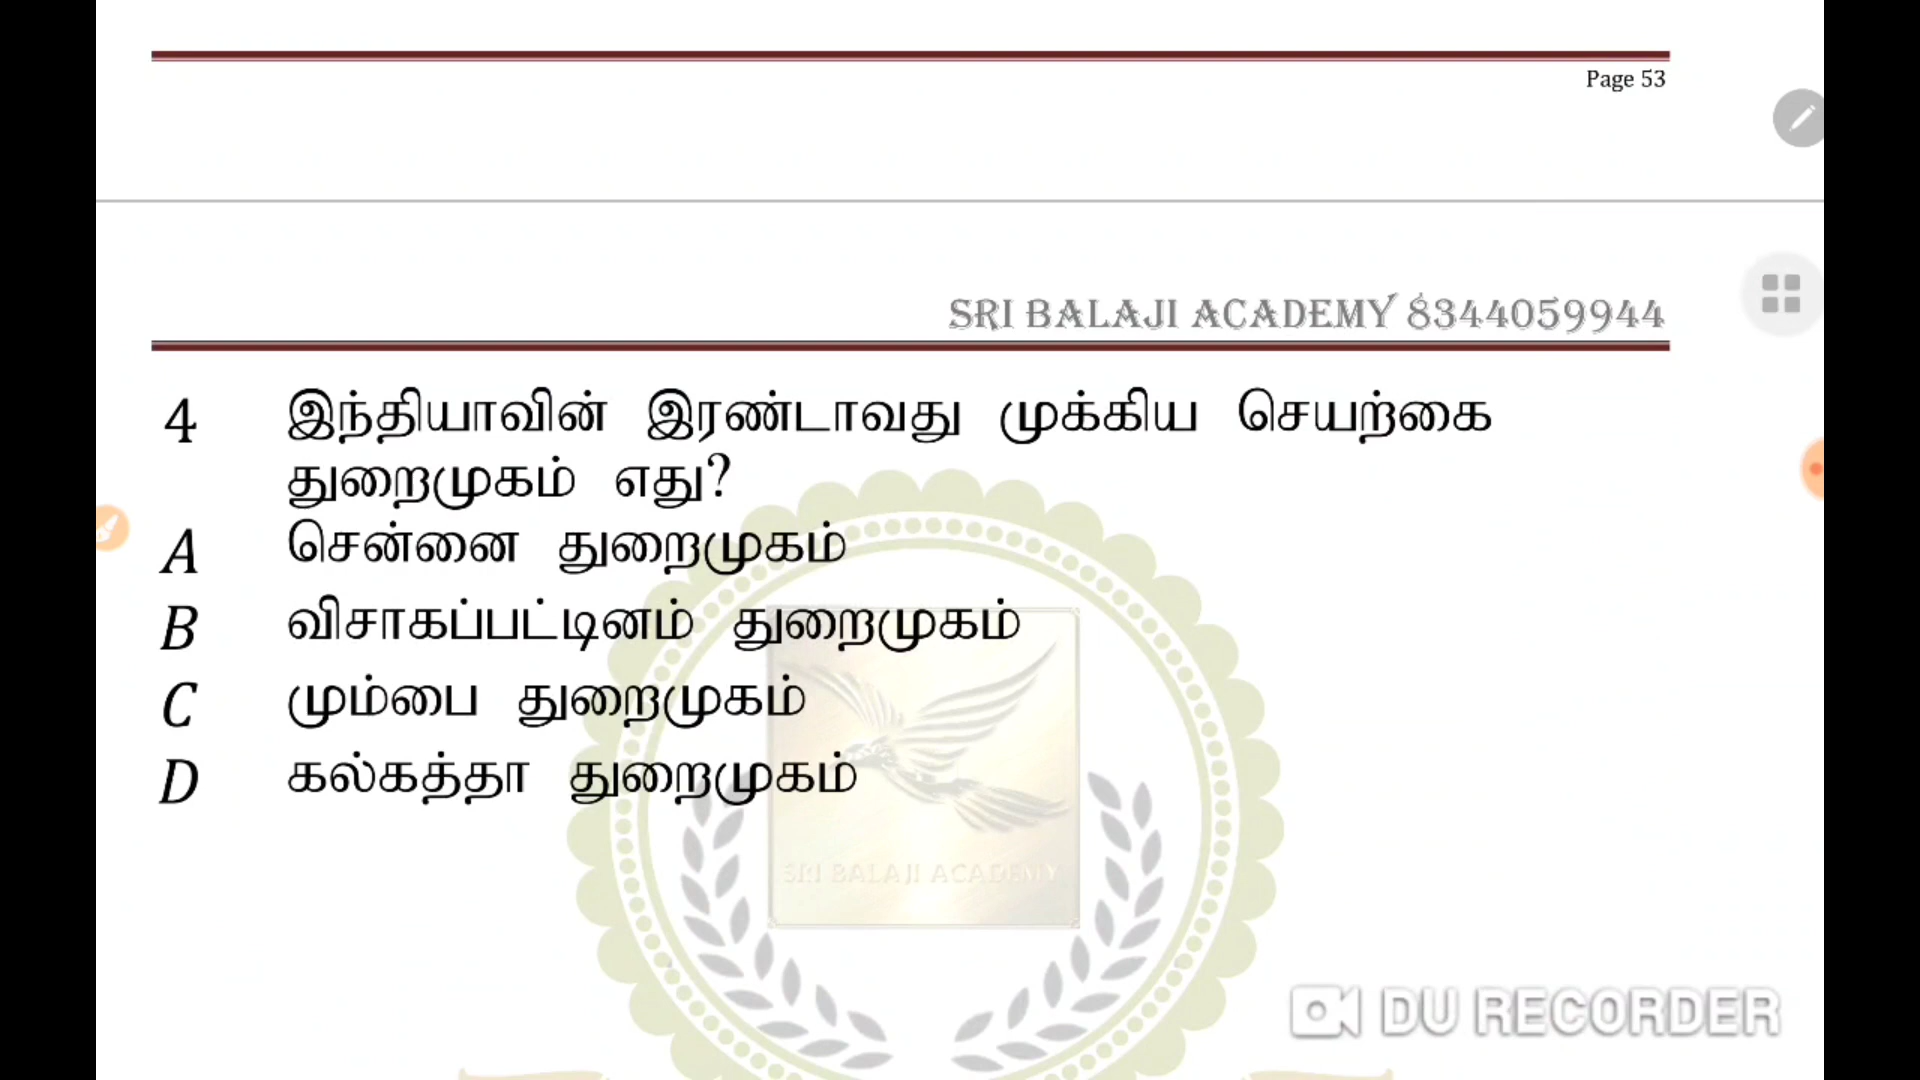 Page 53
SRI BALAJI ACADEMY 8344059944
4 இந்தியாவின் இரண்டாவது முக்கிய செயற்கை
துறைமுகம் எது?
A சென்னை துறைமுகம்
B விசாகப்பட்டினம் துறைமுகம்
C மும்பை துறைமுகம்
D கல்கத்தா துறைமுகம்
SRI BALAJI ACADEMY
DU RECORDER